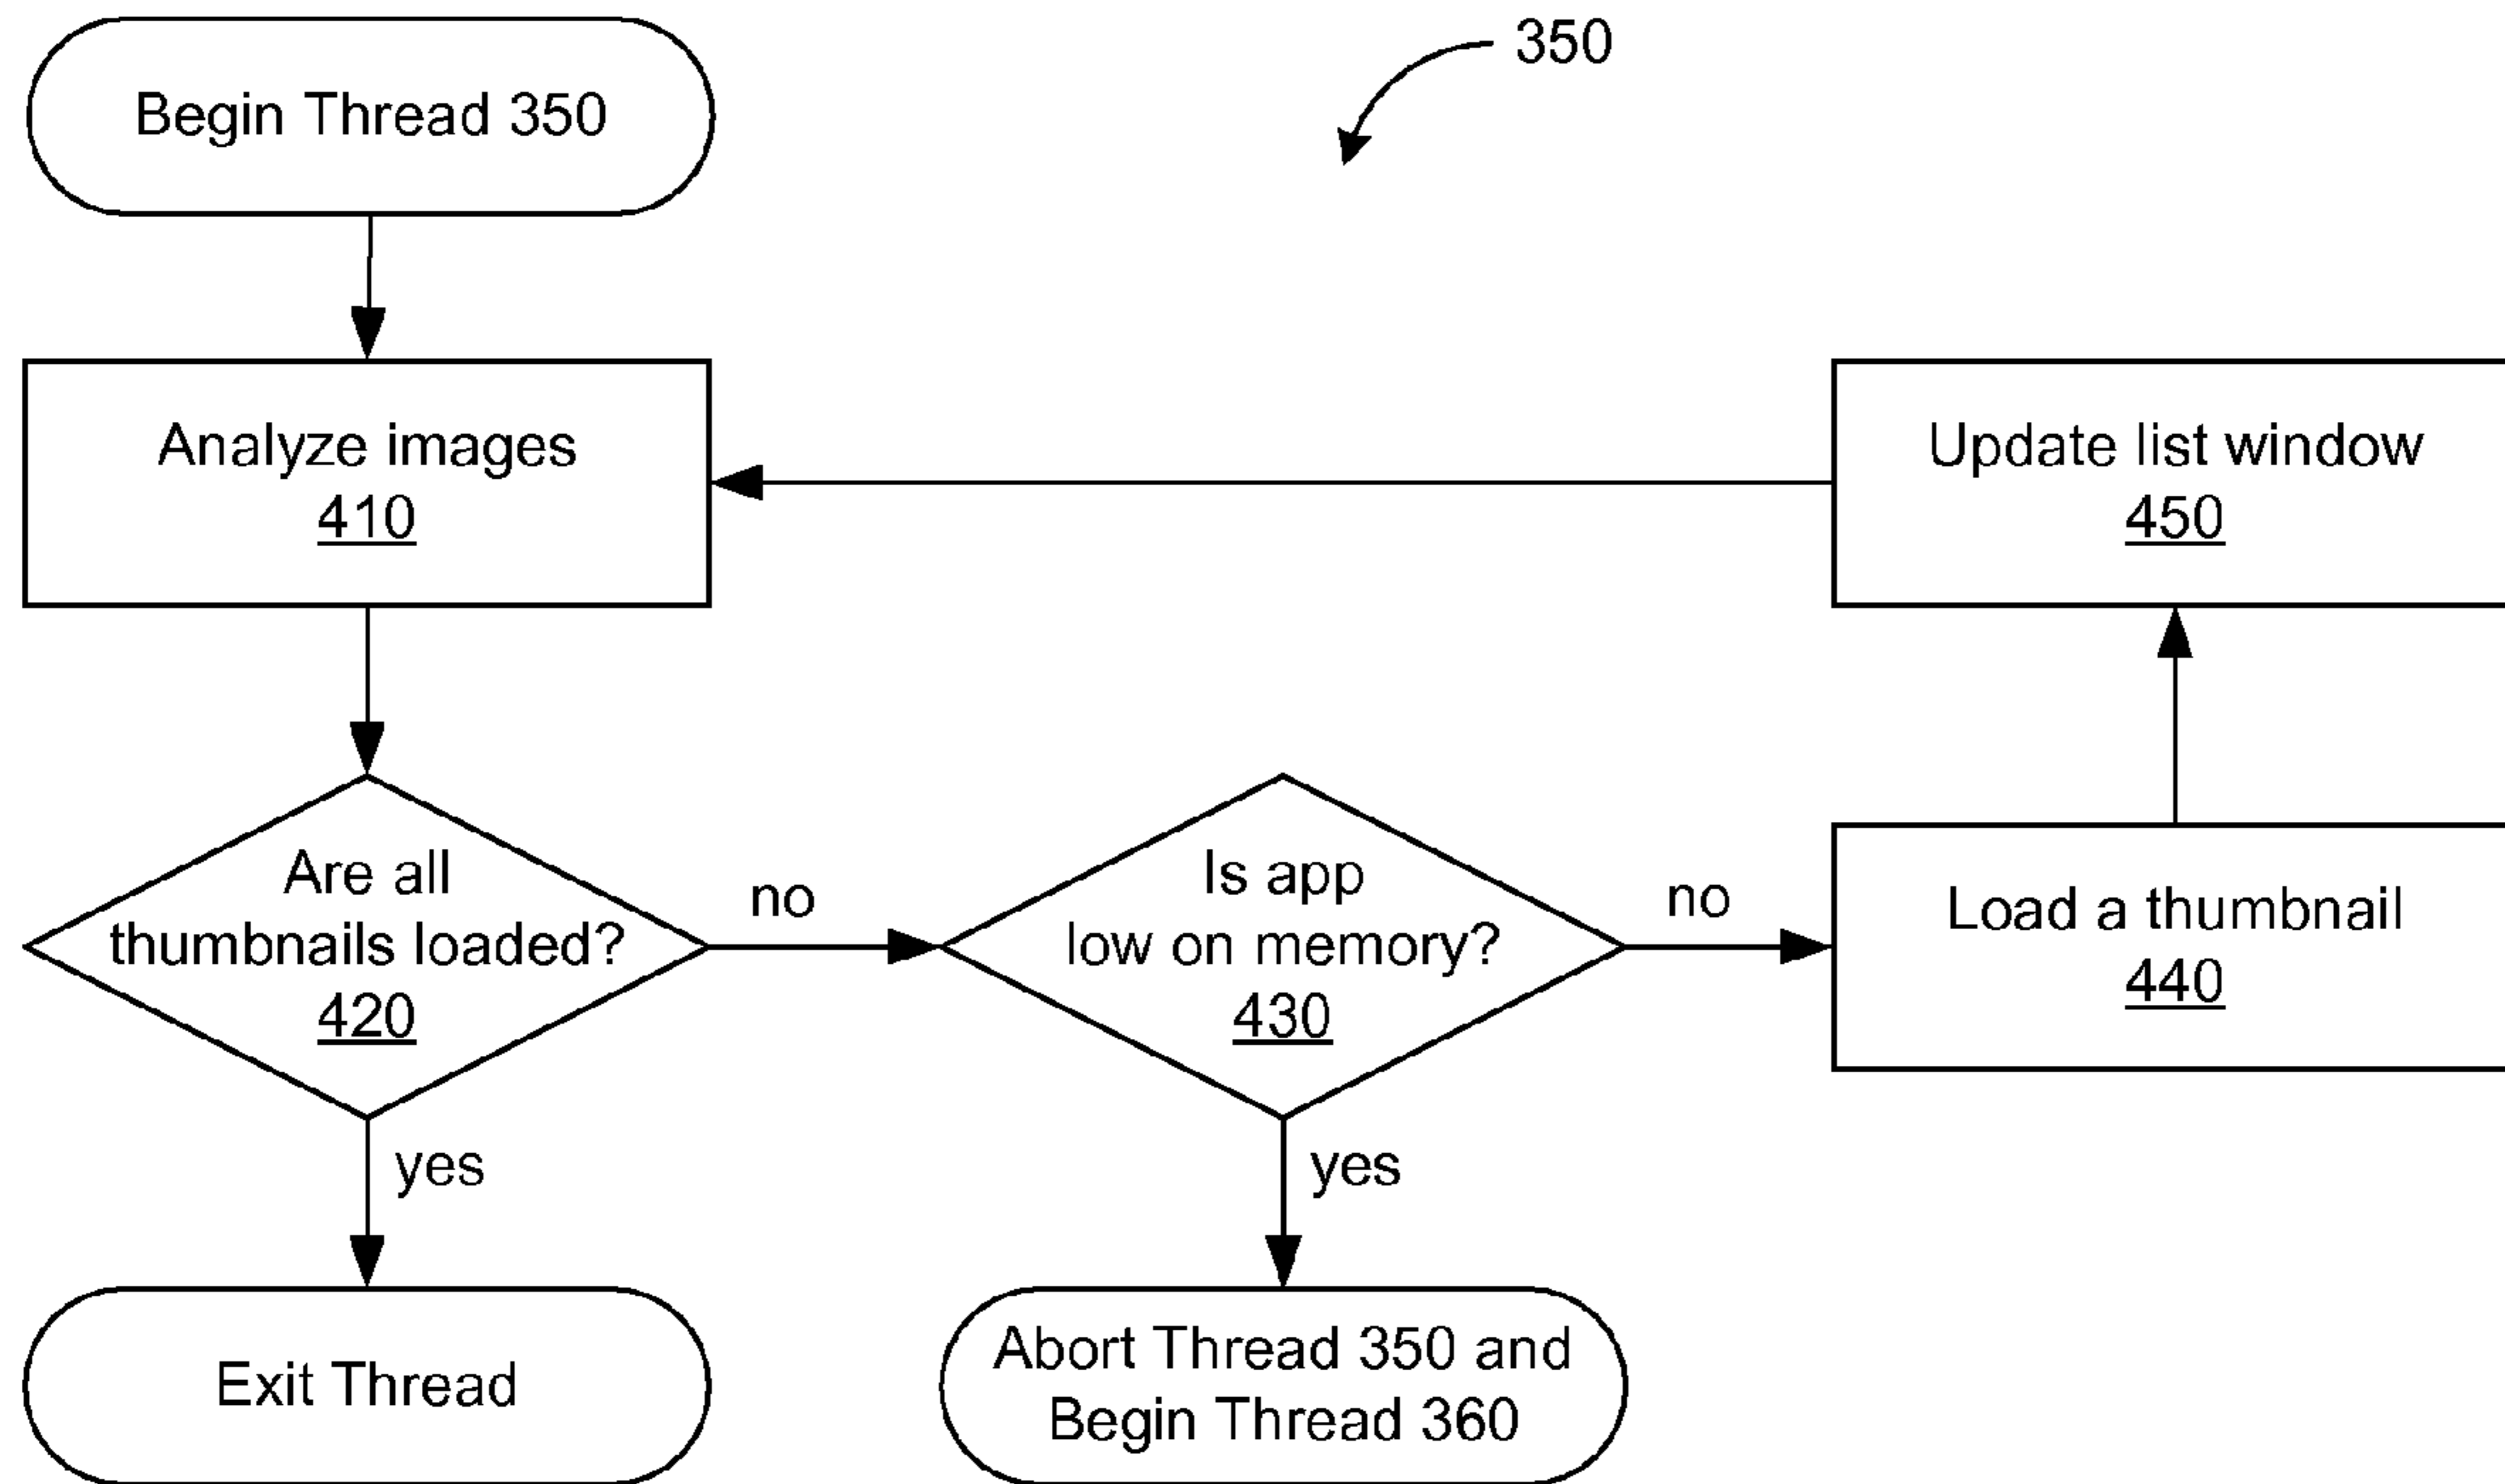 Begin Thread 350
350
Analyze images
410
Update list window
450
Are all
thumbnails loaded?
420
no
Is app
low on memory?
430
no
Load a thumbnail
440
yes
yes
Exit Thread
Abort Thread 350 and
Begin Thread 360